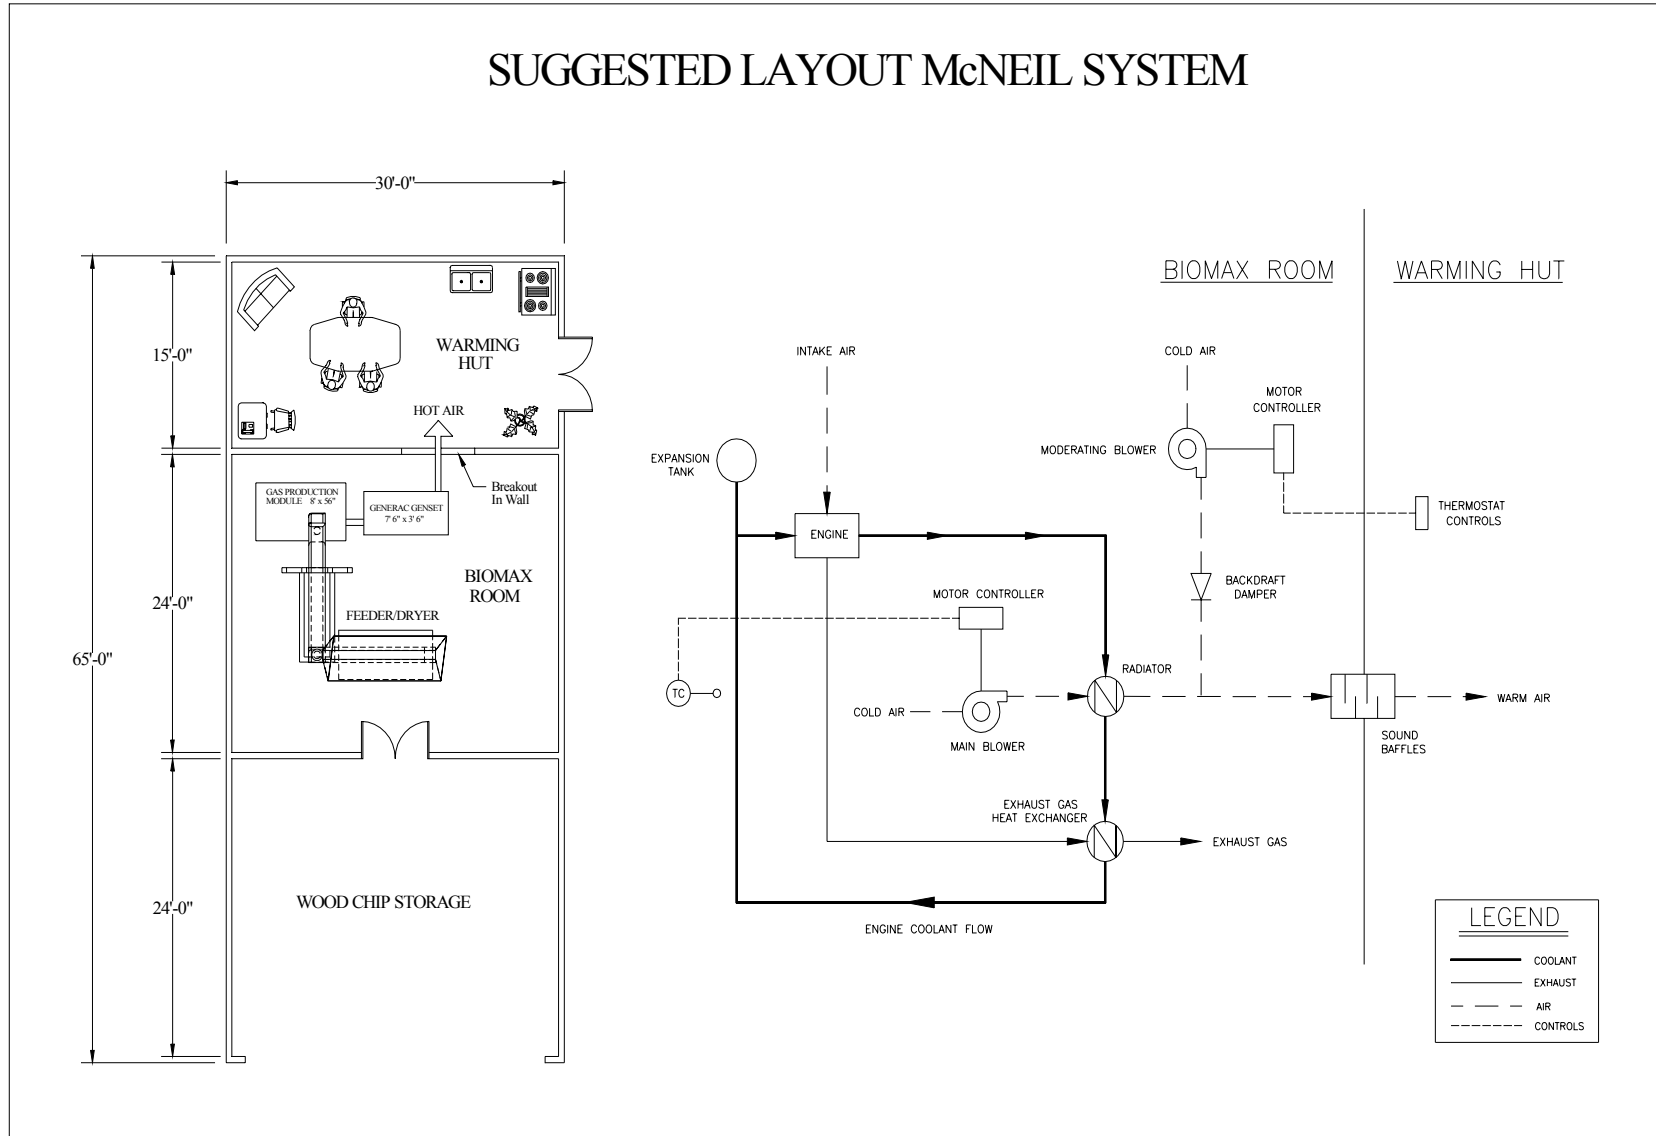 SUGGESTED LAYOUT McNEIL SYSTEM
30'-0"
15'-0"
24'-0"
65'-0"
24'-0"
WARMING
HUT
HOT AIR
Breakout
In Wall
GAS PRODUCTION
MODULE 8' x 56"
GENERAC GENSET
7' 6" x 3' 6"
BIOMAX
ROOM
FEEDER/DRYER
WOOD CHIP STORAGE
BIOMAX ROOM
WARMING HUT
INTAKE AIR
COLD AIR
MOTOR
CONTROLLER
MODERATING BLOWER
EXPANSION
TANK
THERMOSTAT
CONTROLS
ENGINE
BACKDRAFT
DAMPER
MOTOR CONTROLLER
RADIATOR
TC
COLD AIR
WARM AIR
MAIN BLOWER
SOUND
BAFFLES
EXHAUST GAS
HEAT EXCHANGER
EXHAUST GAS
ENGINE COOLANT FLOW
LEGEND
COOLANT
EXHAUST
AIR
CONTROLS